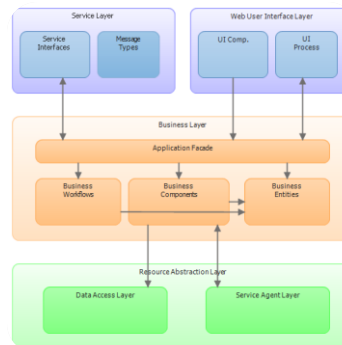 Service Layer
Web User Interface Layer
Service
Interfaces
Message
Types
UI Comp.
UI
Process
Business Layer
Application Facade
Business
Workflows
Business
Components
Business
Entities
Resource Abstraction Layer
Data Access Layer
Service Agent Layer